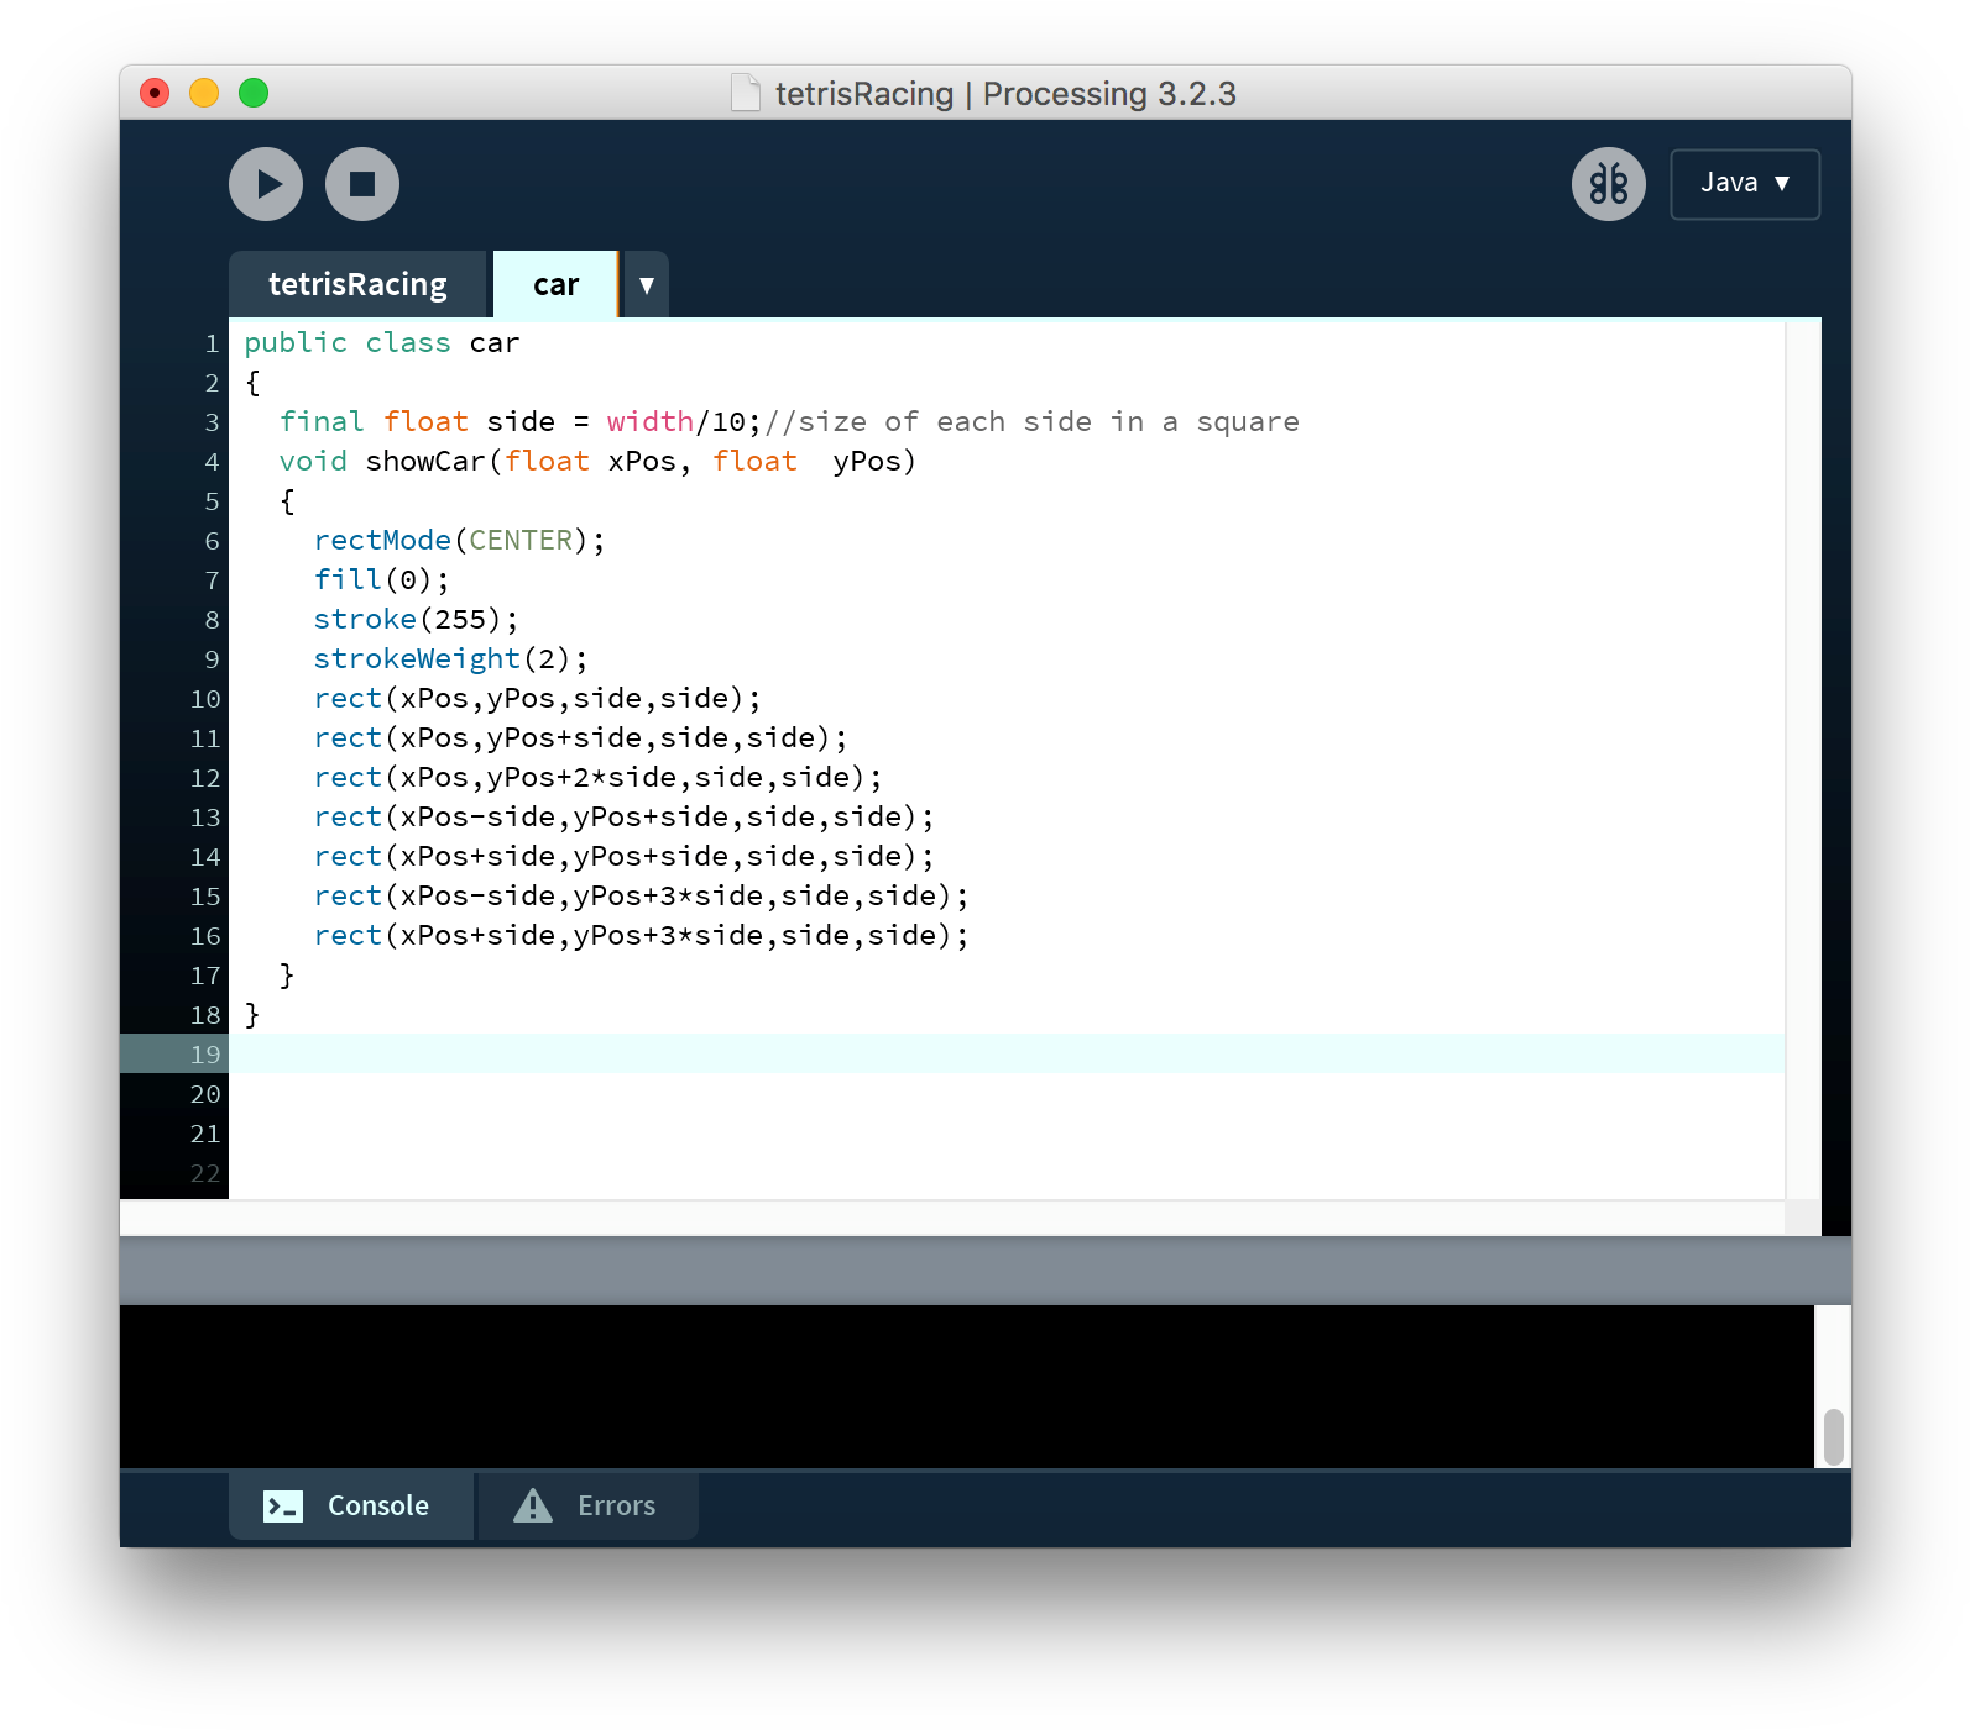 tetrisRacing | Processing 3.2.3
Java ▼
tetrisRacing car ▼
1 public class car
2 {
3   final float side = width/10;//size of each side in a square
4   void showCar(float xPos, float  yPos)
5   {
6     rectMode(CENTER);
7     fill(0);
8     stroke(255);
9     strokeWeight(2);
10     rect(xPos,yPos,side,side);
11     rect(xPos,yPos+side,side,side);
12     rect(xPos,yPos+2*side,side,side);
13     rect(xPos-side,yPos+side,side,side);
14     rect(xPos+side,yPos+side,side,side);
15     rect(xPos-side,yPos+3*side,side,side);
16     rect(xPos+side,yPos+3*side,side,side);
17   }
18 }
19
20
21
22
Console Errors